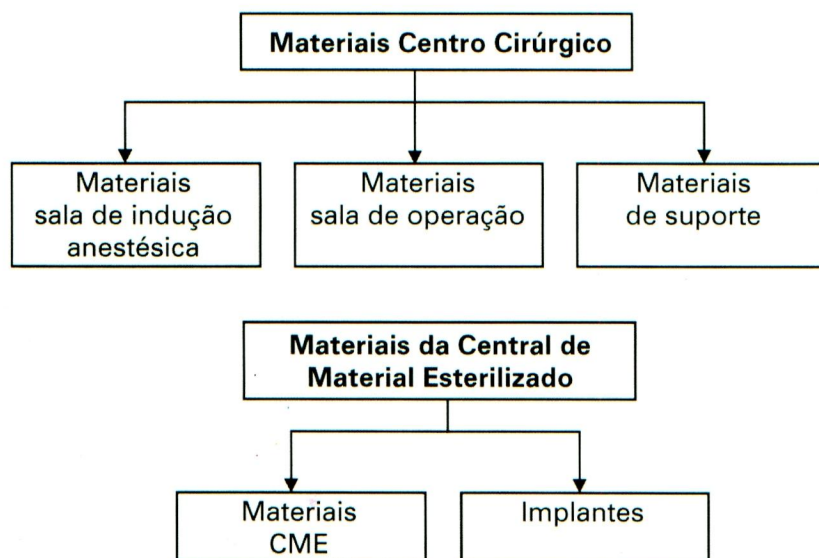 Materiais Centro Cirúrgico
Materiais
sala de indução
anestésica
Materiais
sala de operação
Materiais
de suporte
Materiais da Central de
Material Esterilizado
Materiais
CME
Implantes